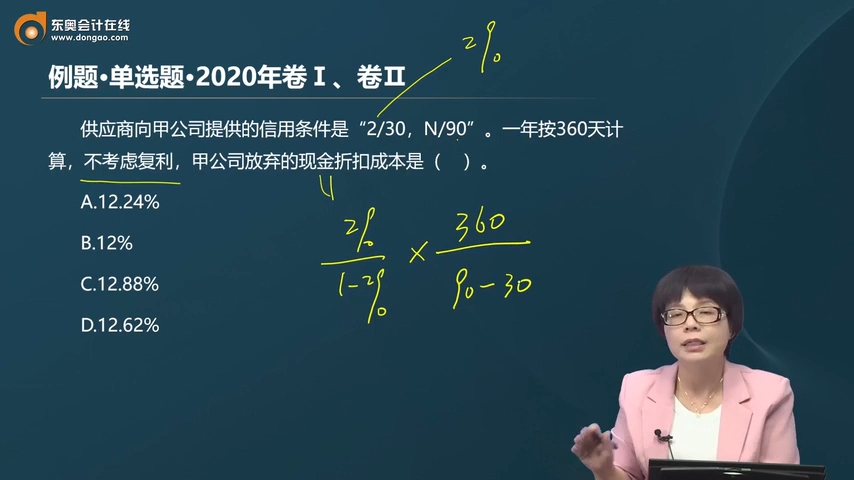 东奥会计在线
www.dongao.com
2%
例题·单选题·2020年卷Ⅰ、卷Ⅱ
供应商向甲公司提供的信用条件是“2/30，N/90”。一年按360天计
算，不考虑复利，甲公司放弃的现金折扣成本是（　）。
A.12.24%
B.12%
C.12.88%
D.12.62%
2% × 360
1-2% 90-30